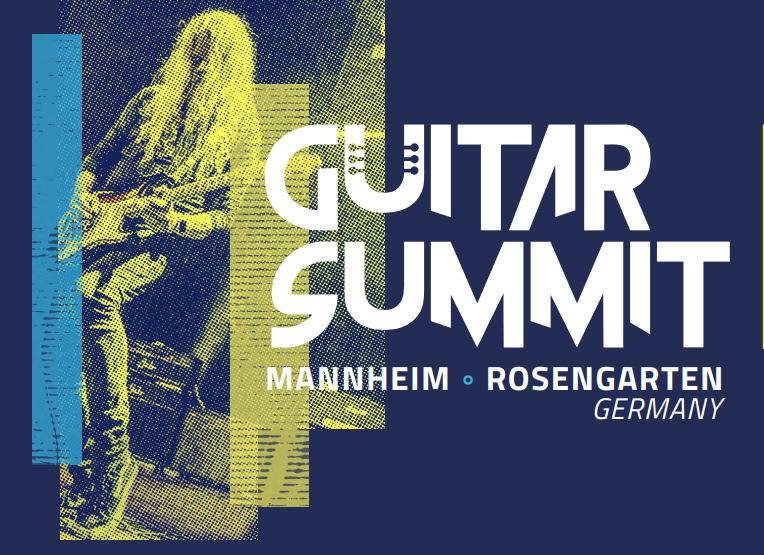 GUITAR
SUMMIT
MANNHEIM ∘ ROSENGARTEN
GERMANY